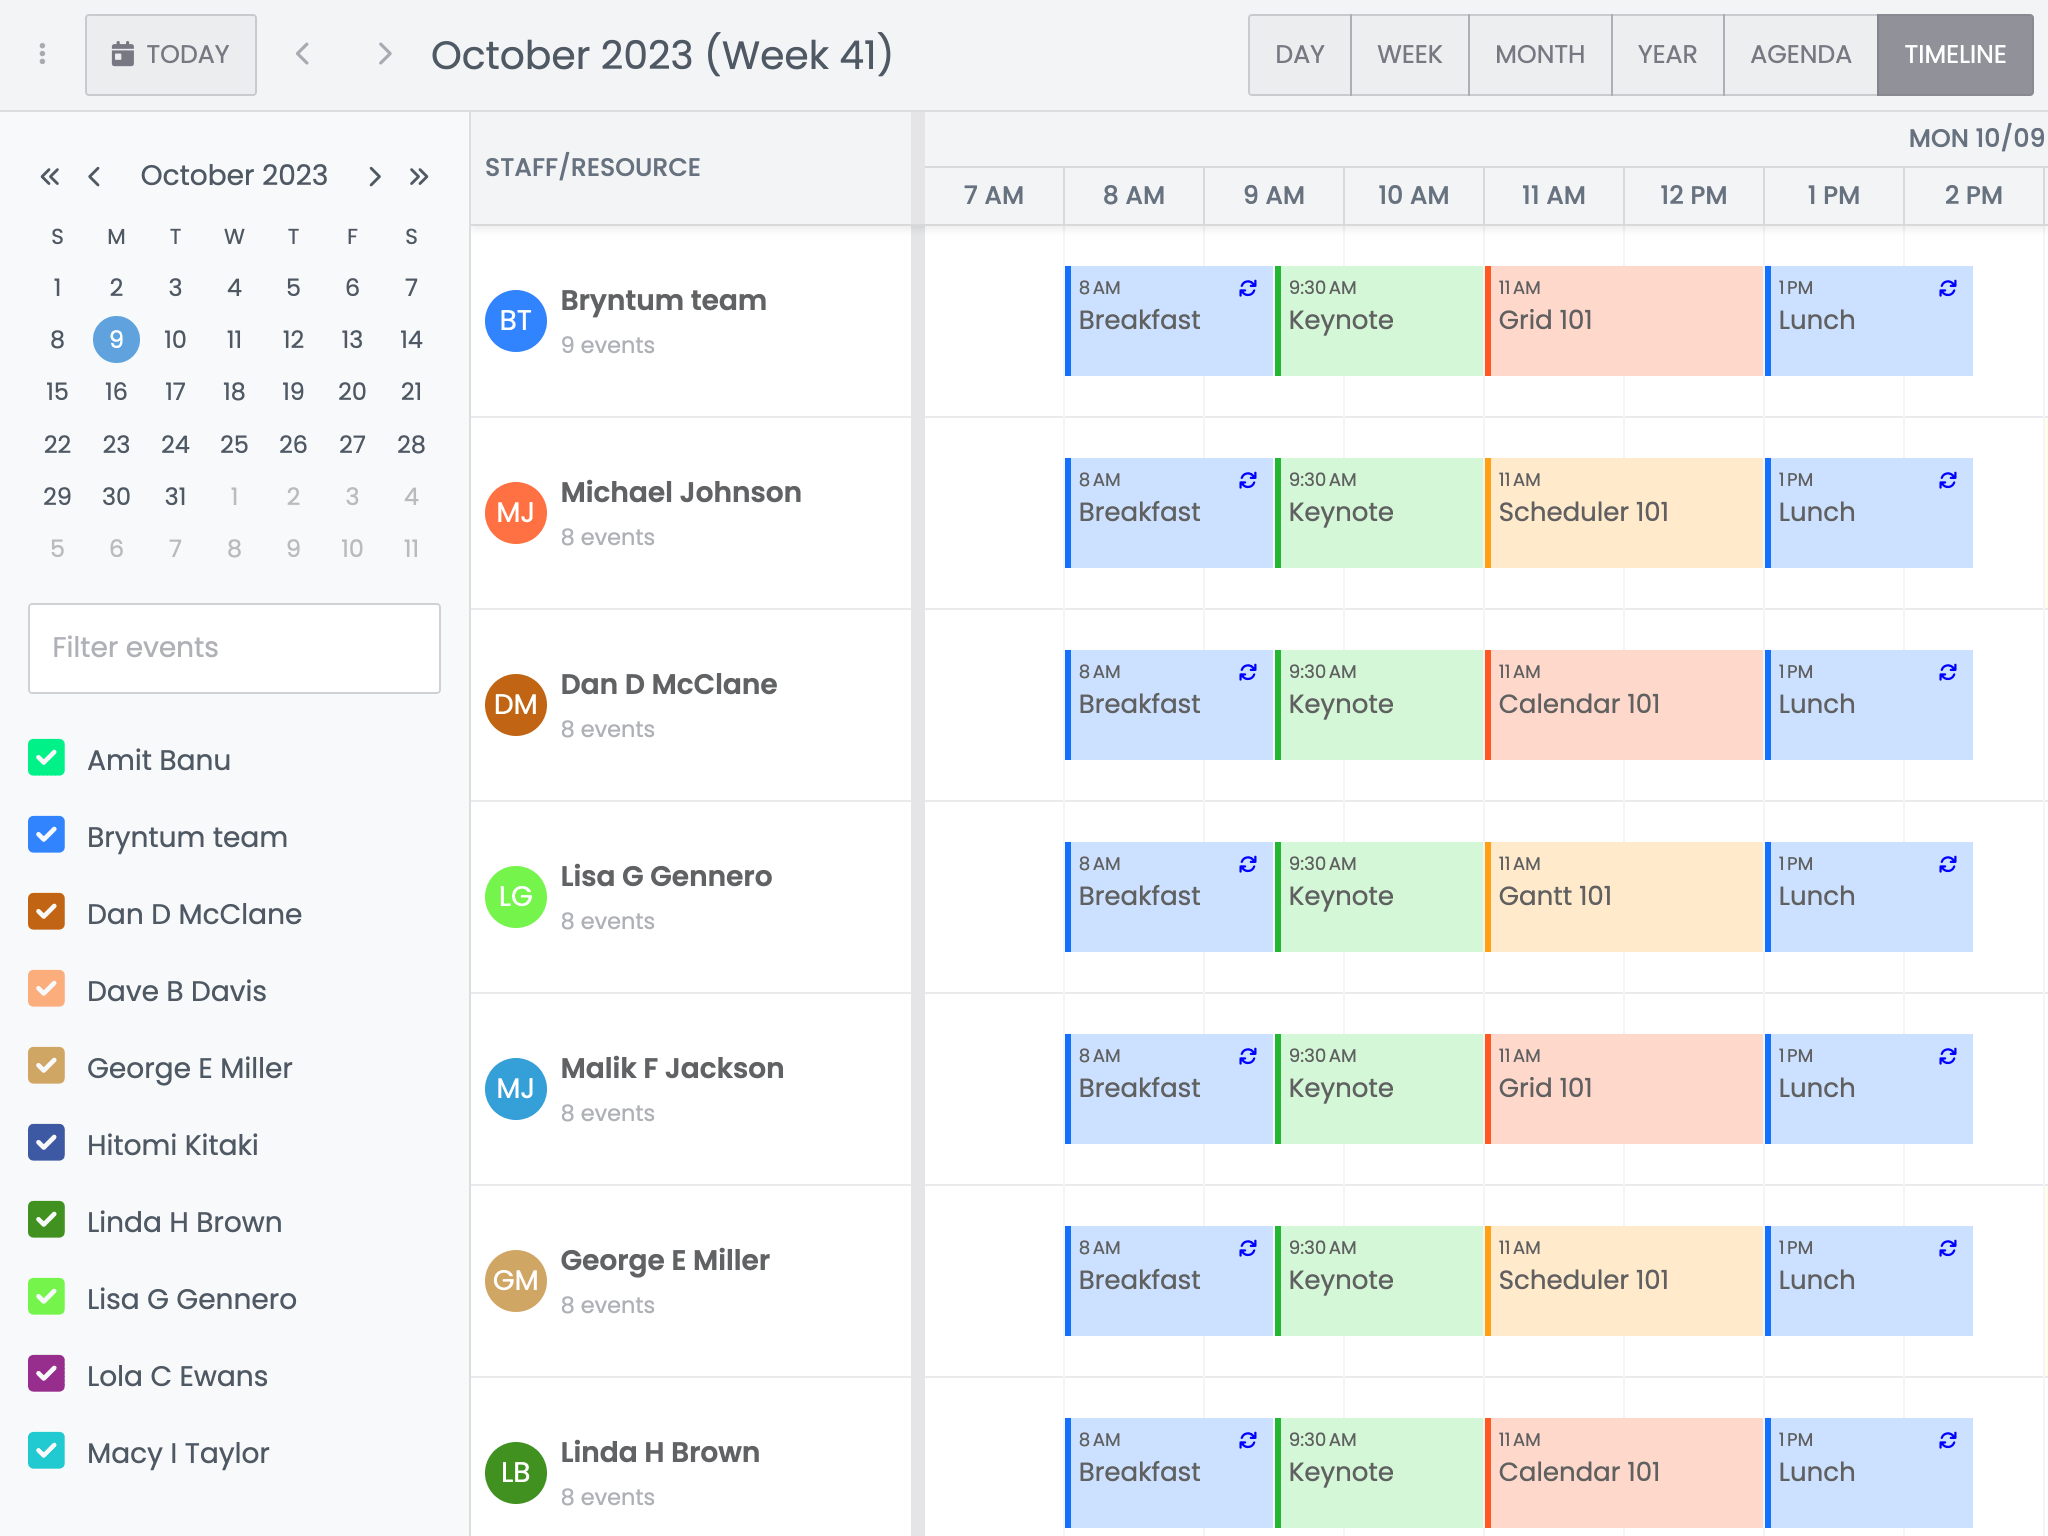 TODAY
October 2023 (Week 41)
DAY WEEK MONTH YEAR AGENDA TIMELINE
October 2023
S M T W T F S
1 2 3 4 5 6 7
8 9 10 11 12 13 14
15 16 17 18 19 20 21
22 23 24 25 26 27 28
29 30 31 1 2 3 4
5 6 7 8 9 10 11
Filter events
Amit Banu
Bryntum team
Dan D McClane
Dave B Davis
George E Miller
Hitomi Kitaki
Linda H Brown
Lisa G Gennero
Lola C Ewans
Macy I Taylor
STAFF/RESOURCE
MON 10/09
7 AM 8 AM 9 AM 10 AM 11 AM 12 PM 1 PM 2 PM
BT
Bryntum team
9 events
8 AM 9:30 AM 11 AM 1 PM
Breakfast Keynote Grid 101 Lunch
MJ
Michael Johnson
8 events
8 AM 9:30 AM 11 AM 1 PM
Breakfast Keynote Scheduler 101 Lunch
DM
Dan D McClane
8 events
8 AM 9:30 AM 11 AM 1 PM
Breakfast Keynote Calendar 101 Lunch
LG
Lisa G Gennero
8 events
8 AM 9:30 AM 11 AM 1 PM
Breakfast Keynote Gantt 101 Lunch
MJ
Malik F Jackson
8 events
8 AM 9:30 AM 11 AM 1 PM
Breakfast Keynote Grid 101 Lunch
GM
George E Miller
8 events
8 AM 9:30 AM 11 AM 1 PM
Breakfast Keynote Scheduler 101 Lunch
LB
Linda H Brown
8 events
8 AM 9:30 AM 11 AM 1 PM
Breakfast Keynote Calendar 101 Lunch